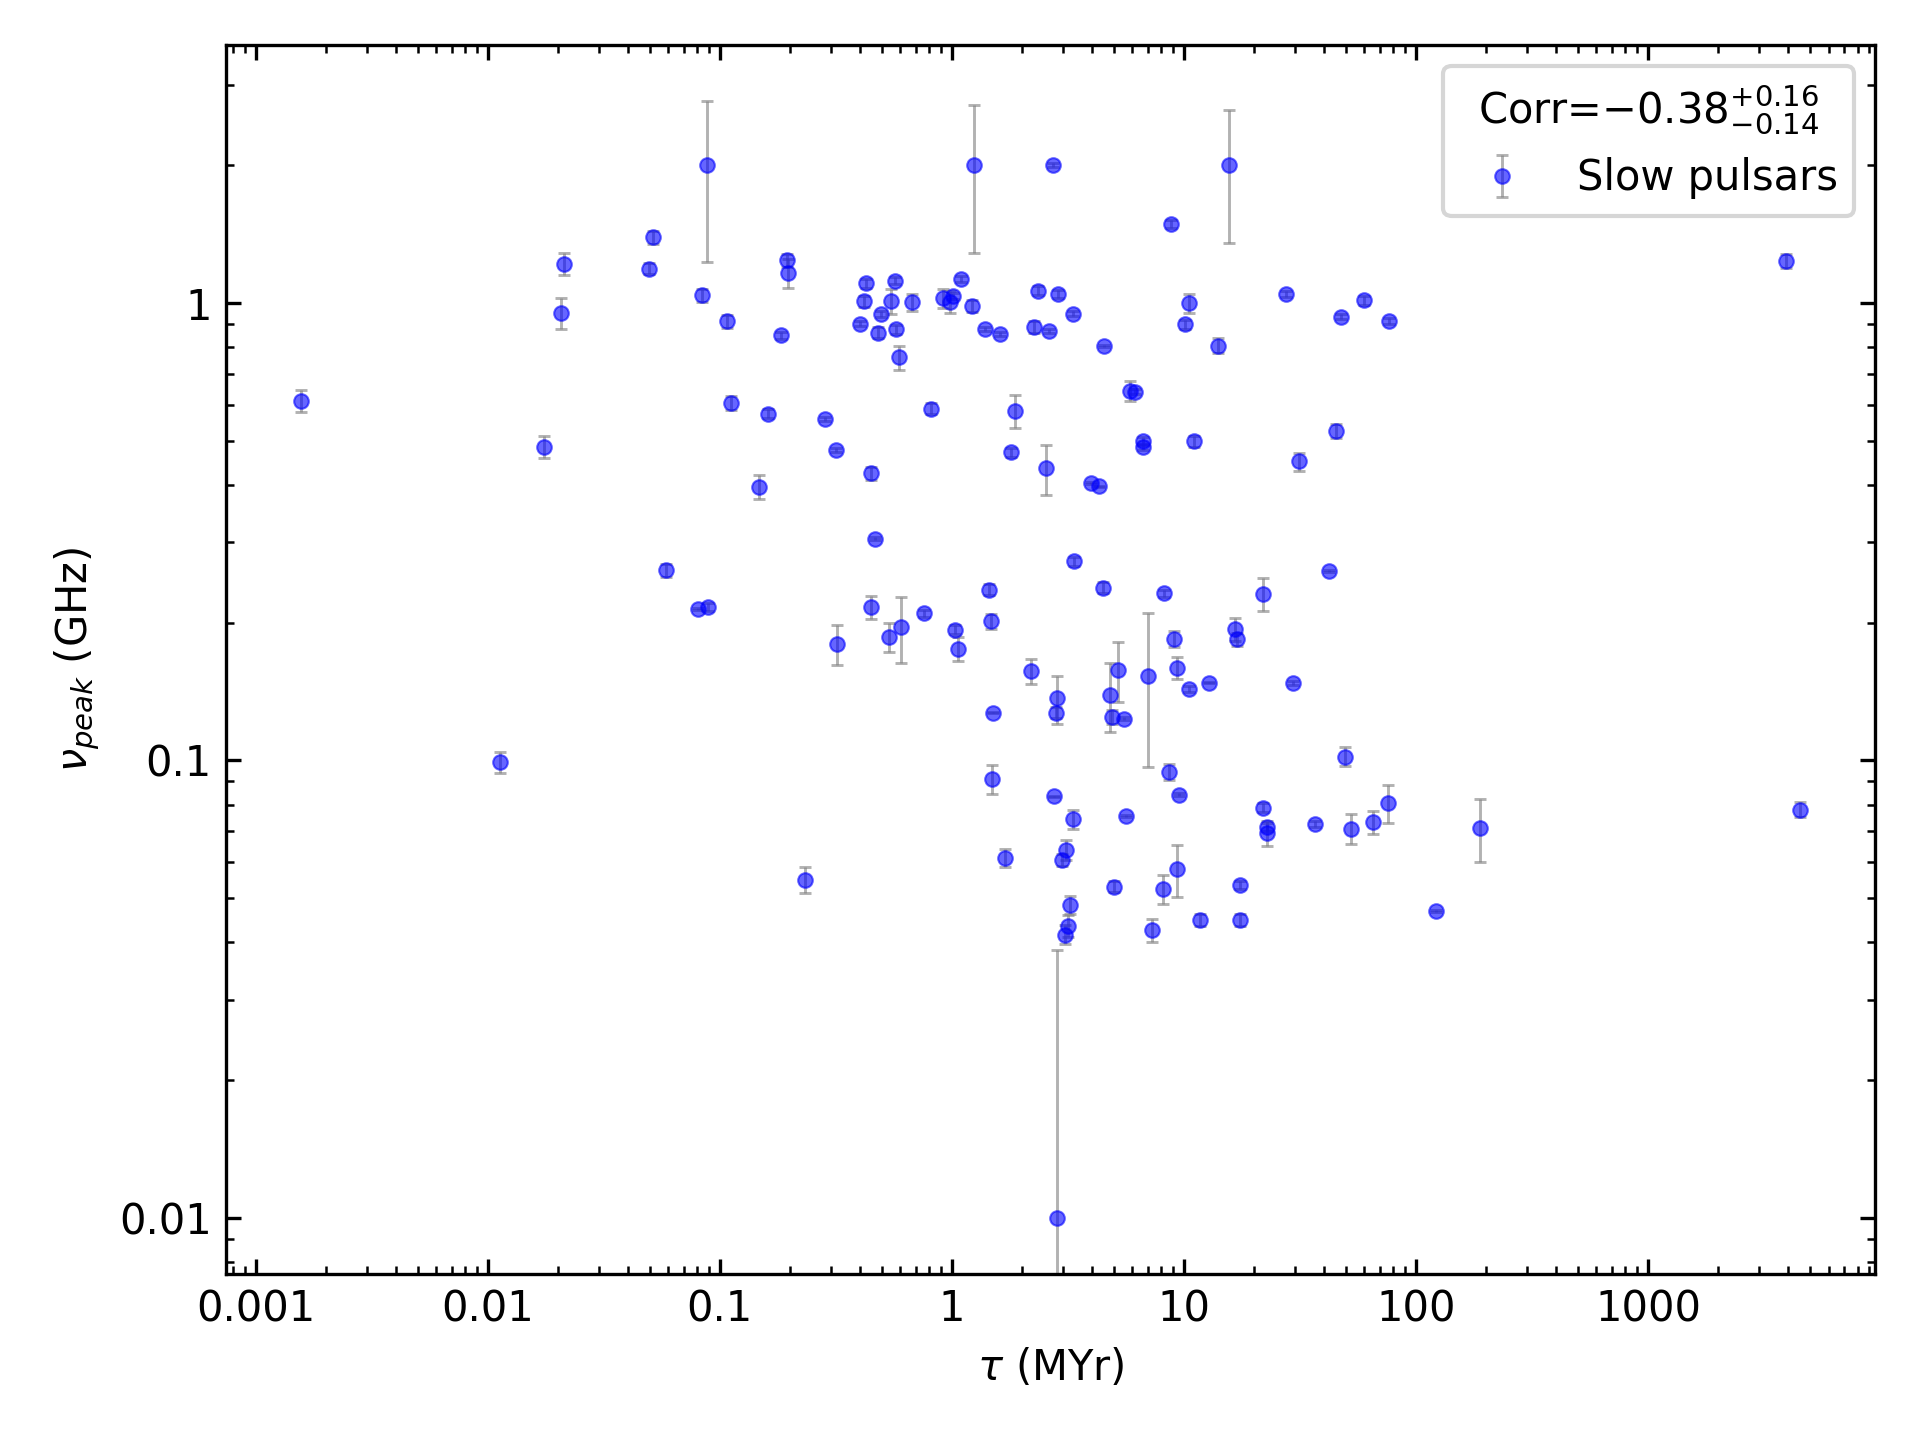 Corr=−0.38 +0.16 −0.14
Slow pulsars
1
0.1
0.01
ν_peak (GHz)
0.001 0.01 0.1 1 10 100 1000
τ (MYr)